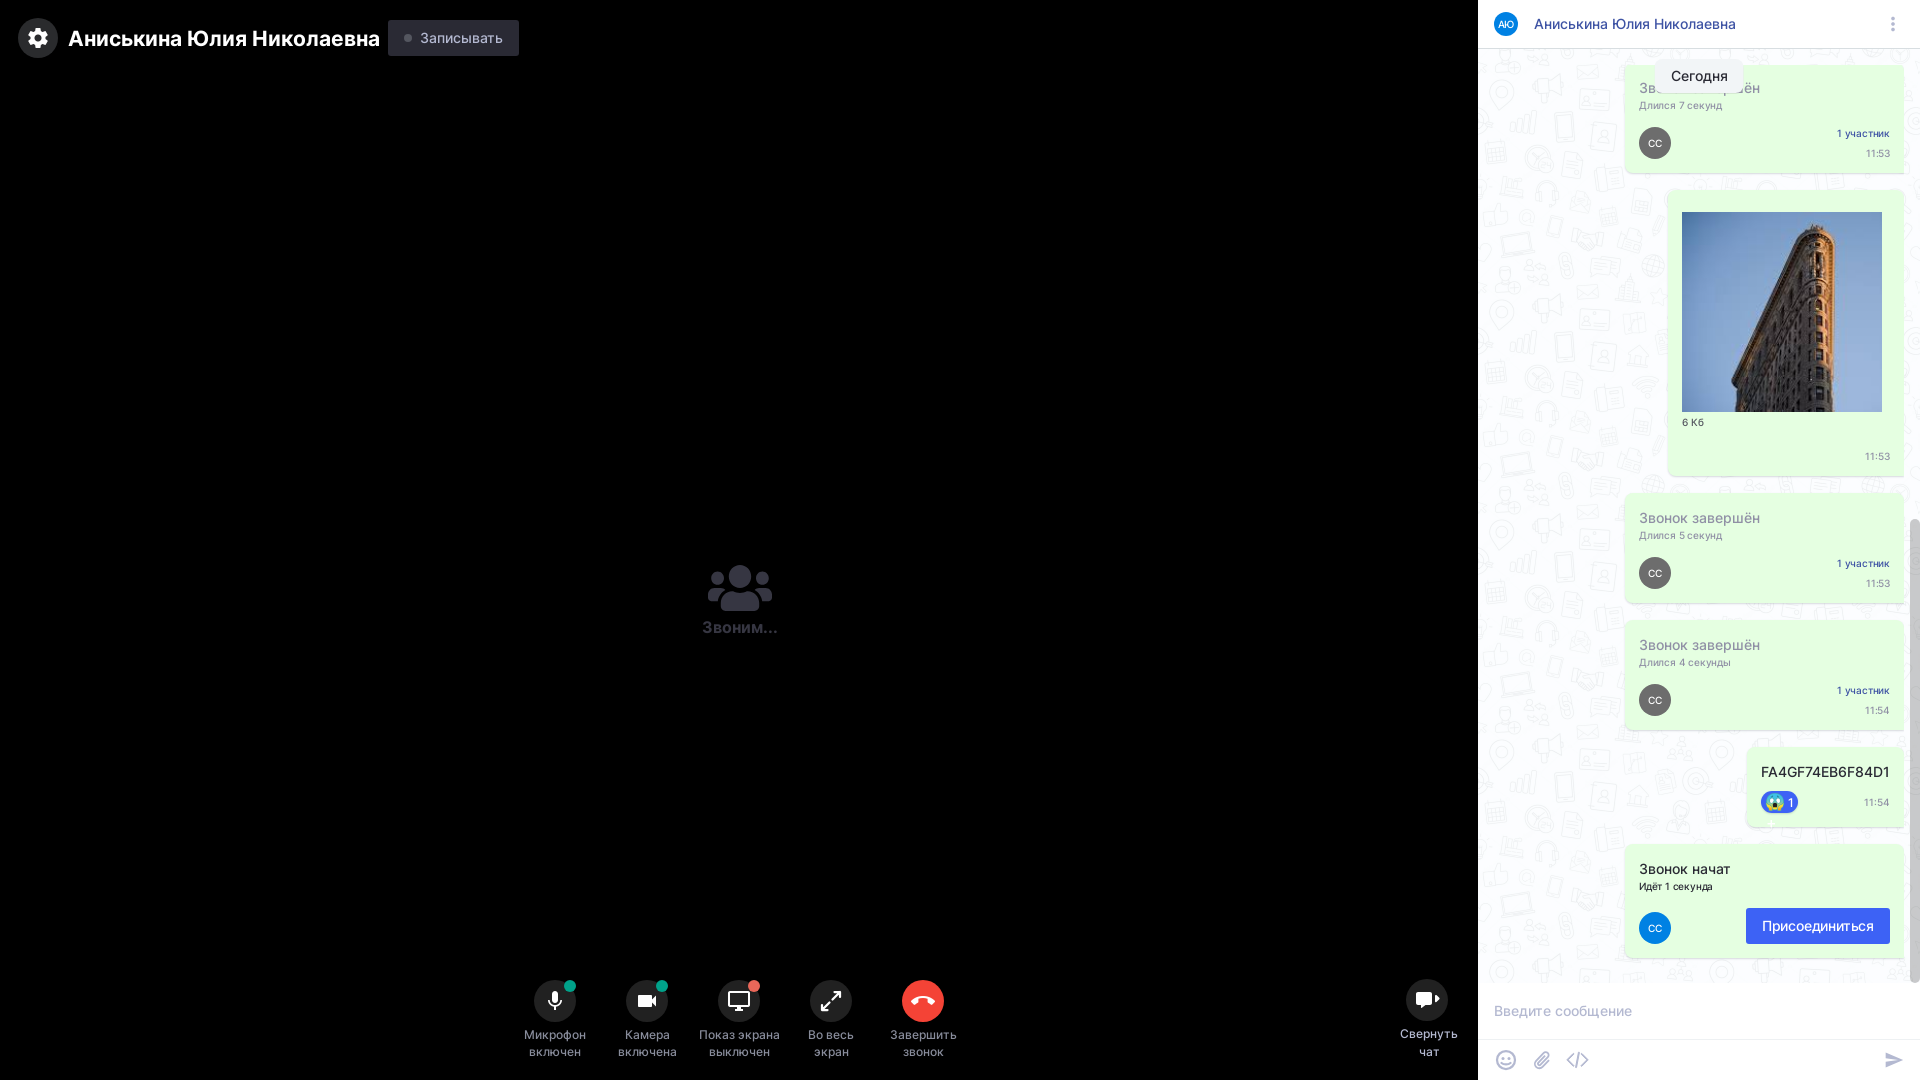 Аниськина Юлия Николаевна
Записывать
Звоним...
Микрофон включен
Камера включена
Показ экрана выключен
Во весь экран
Завершить звонок
Свернуть чат
АЮ
Аниськина Юлия Николаевна
Сегодня
Длился 7 секунд
СС
1 участник
11:53
6 Кб
11:53
Звонок завершён
Длился 5 секунд
СС
1 участник
11:53
Звонок завершён
Длился 4 секунды
СС
1 участник
11:54
FA4GF74EB6F84D1
1
11:54
Звонок начат
Идёт 1 секунда
СС
Присоединиться
Введите сообщение